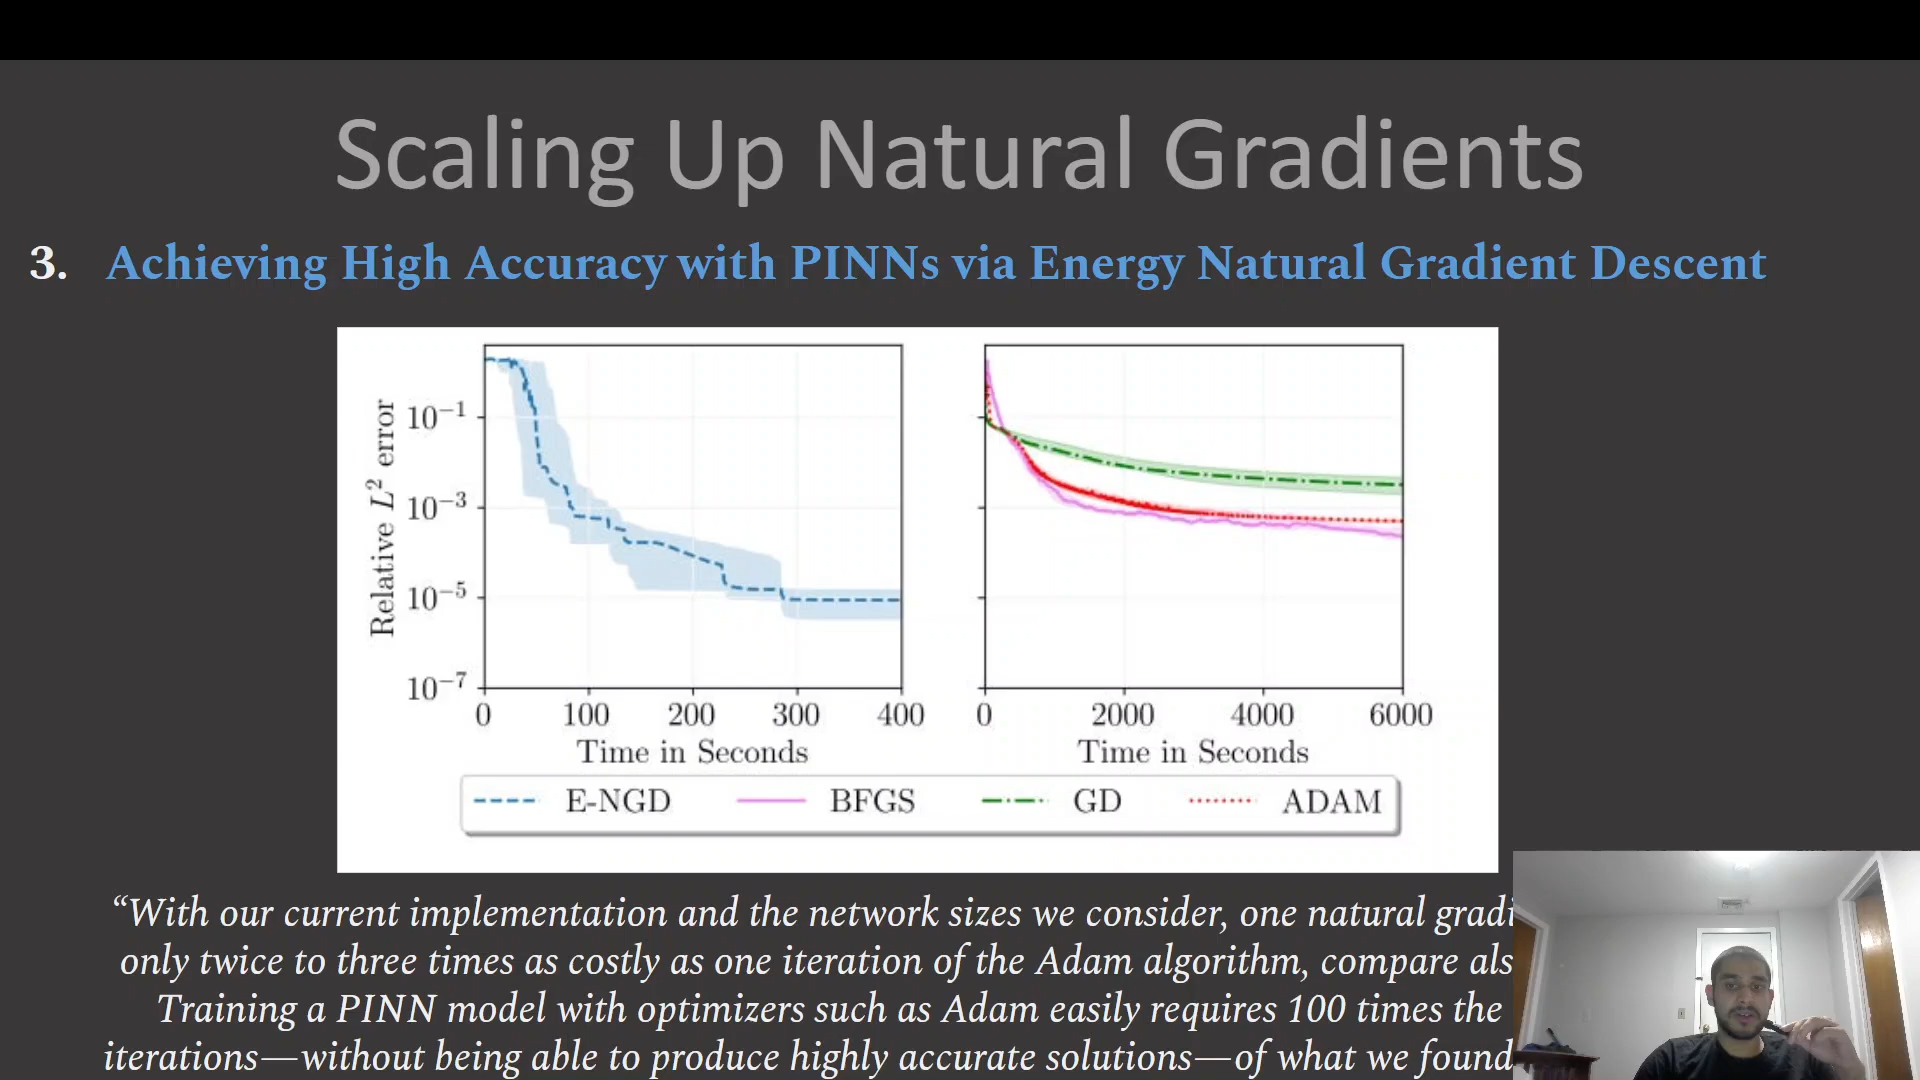 Scaling Up Natural Gradients
3. Achieving High Accuracy with PINNs via Energy Natural Gradient Descent
Relative L² error
10⁻¹
10⁻³
10⁻⁵
10⁻⁷
0 100 200 300 400
0 2000 4000 6000
Time in Seconds
Time in Seconds
E-NGD BFGS GD ADAM
“With our current implementation and the network sizes we consider, one natural gradi
only twice to three times as costly as one iteration of the Adam algorithm, compare als
Training a PINN model with optimizers such as Adam easily requires 100 times the
iterations—without being able to produce highly accurate solutions—of what we found